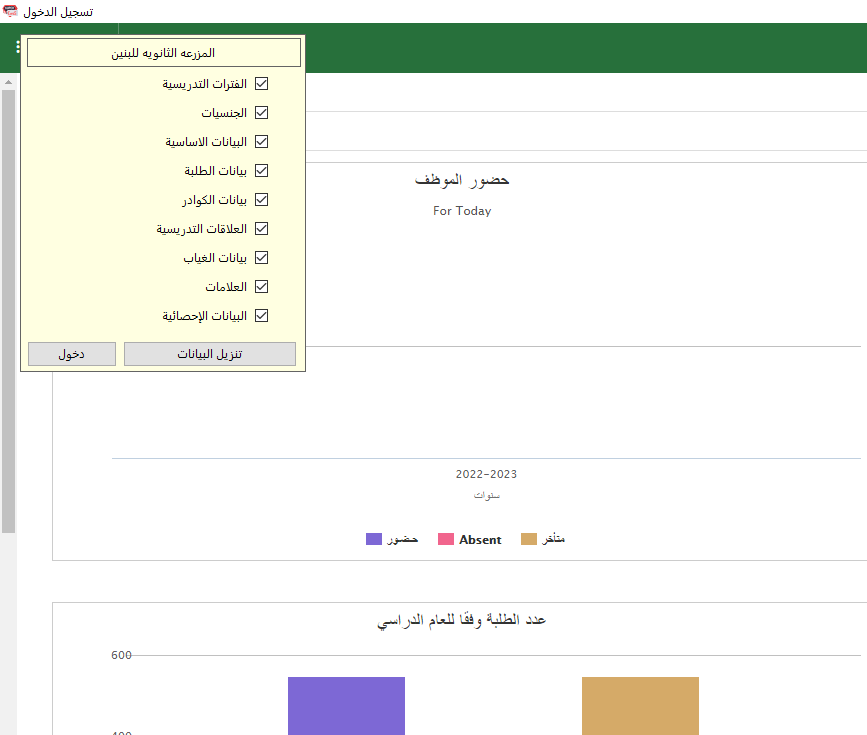 تسجيل الدخول
المزرعه الثانويه للبنين
الفترات التدريسية
الجنسيات
البيانات الاساسية
بيانات الطلبة
بيانات الكوادر
العلاقات التدريسية
بيانات الغياب
العلامات
البيانات الإحصائية
تنزيل البيانات
دخول
حضور الموظف
For Today
2022-2023
سنوات
حضور
Absent
متأخر
عدد الطلبة وفقا للعام الدراسي
600